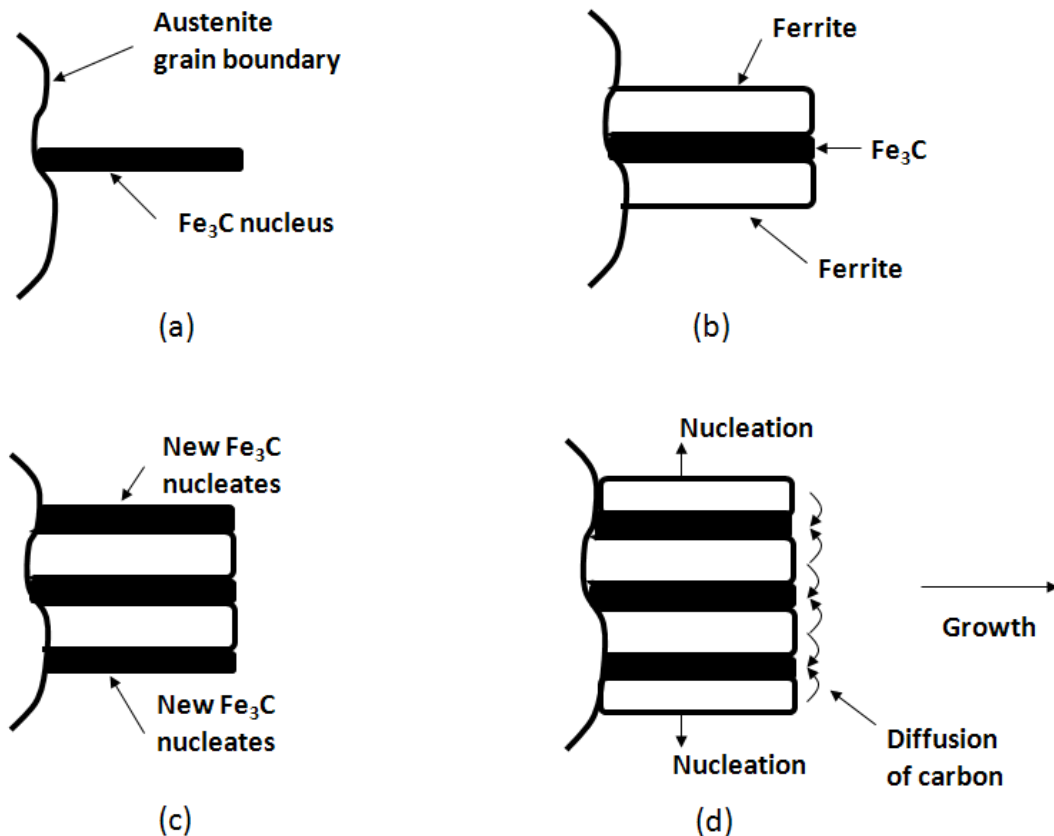 Austenite
grain boundary
Fe₃C nucleus
(a)
Ferrite
Fe₃C
Ferrite
(b)
New Fe₃C
nucleates
New Fe₃C
nucleates
(c)
Nucleation
Growth
Nucleation
Diffusion
of carbon
(d)